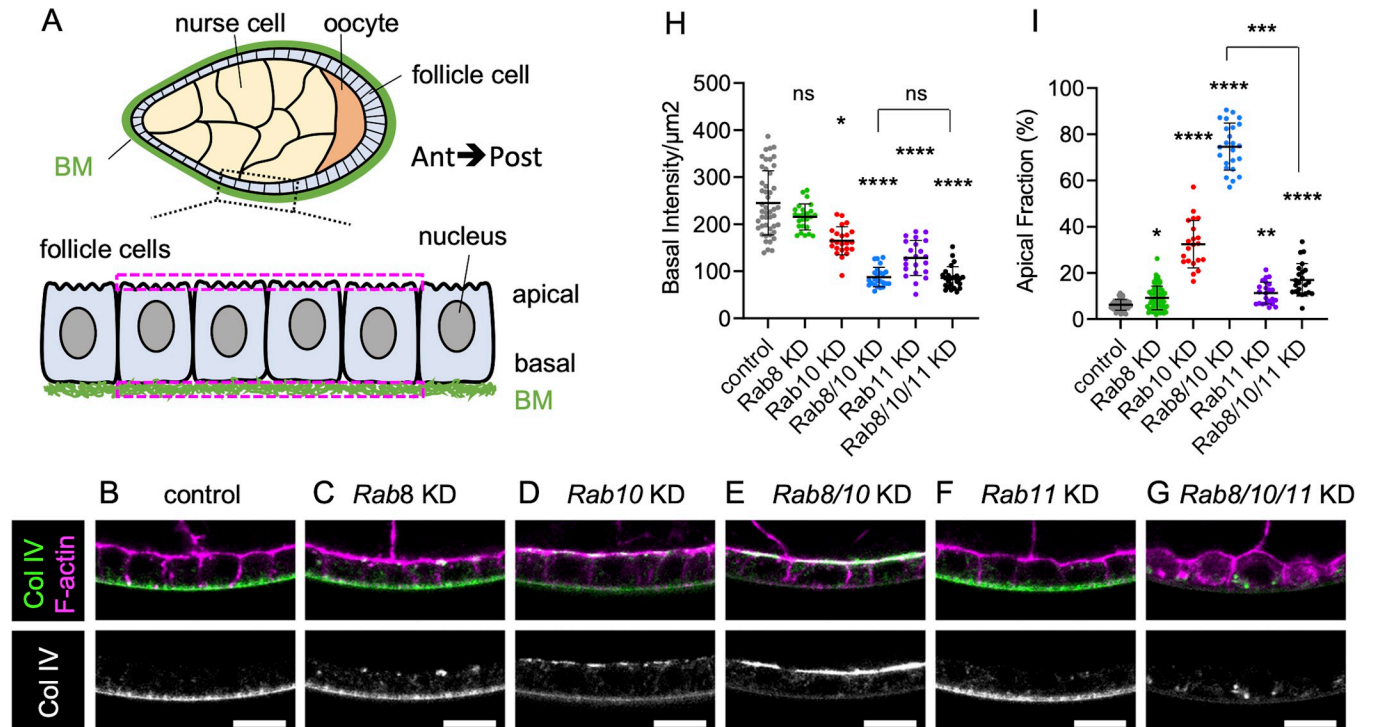 A
nurse cell
oocyte
follicle cell
BM
Ant➔Post
follicle cells
nucleus
apical
basal
BM
H
Basal Intensity/μm2
500
400
300
200
100
0
ns
*
****
****
ns
****
control
Rab8 KD
Rab10 KD
Rab8/10 KD
Rab11 KD
Rab8/10/11 KD
I
Apical Fraction (%)
100
80
60
40
20
0
*
****
****
***
**
****
control
Rab8 KD
Rab10 KD
Rab8/10 KD
Rab11 KD
Rab8/10/11 KD
B control
C Rab8 KD
D Rab10 KD
E Rab8/10 KD
F Rab11 KD
G Rab8/10/11 KD
Col IV
F-actin
Col IV